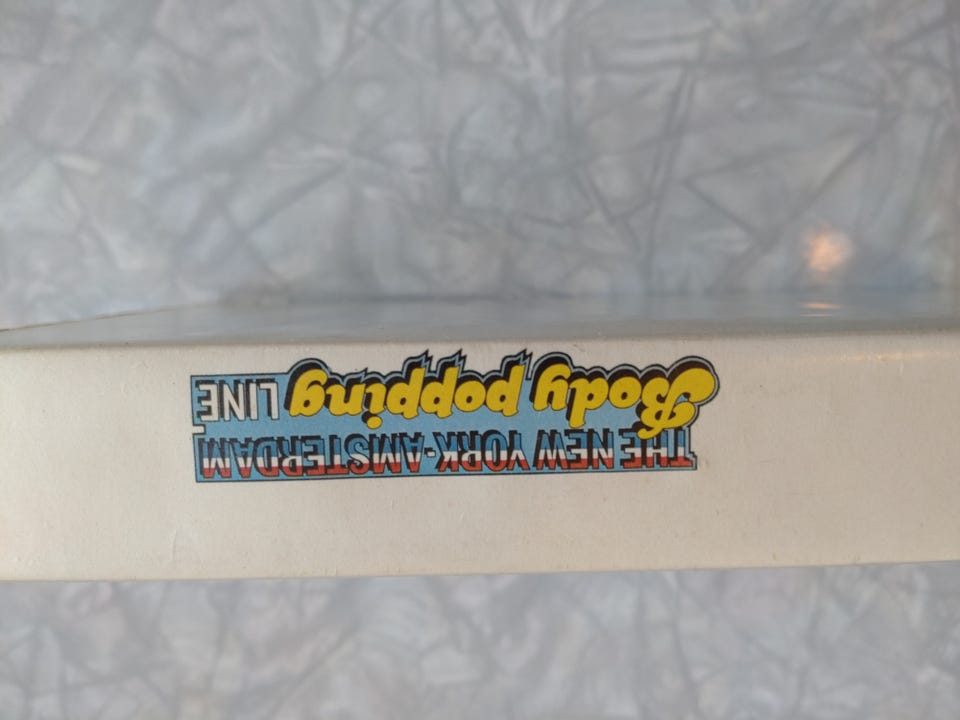 THE NEW YORK-AMSTERDAM
Body popping LINE